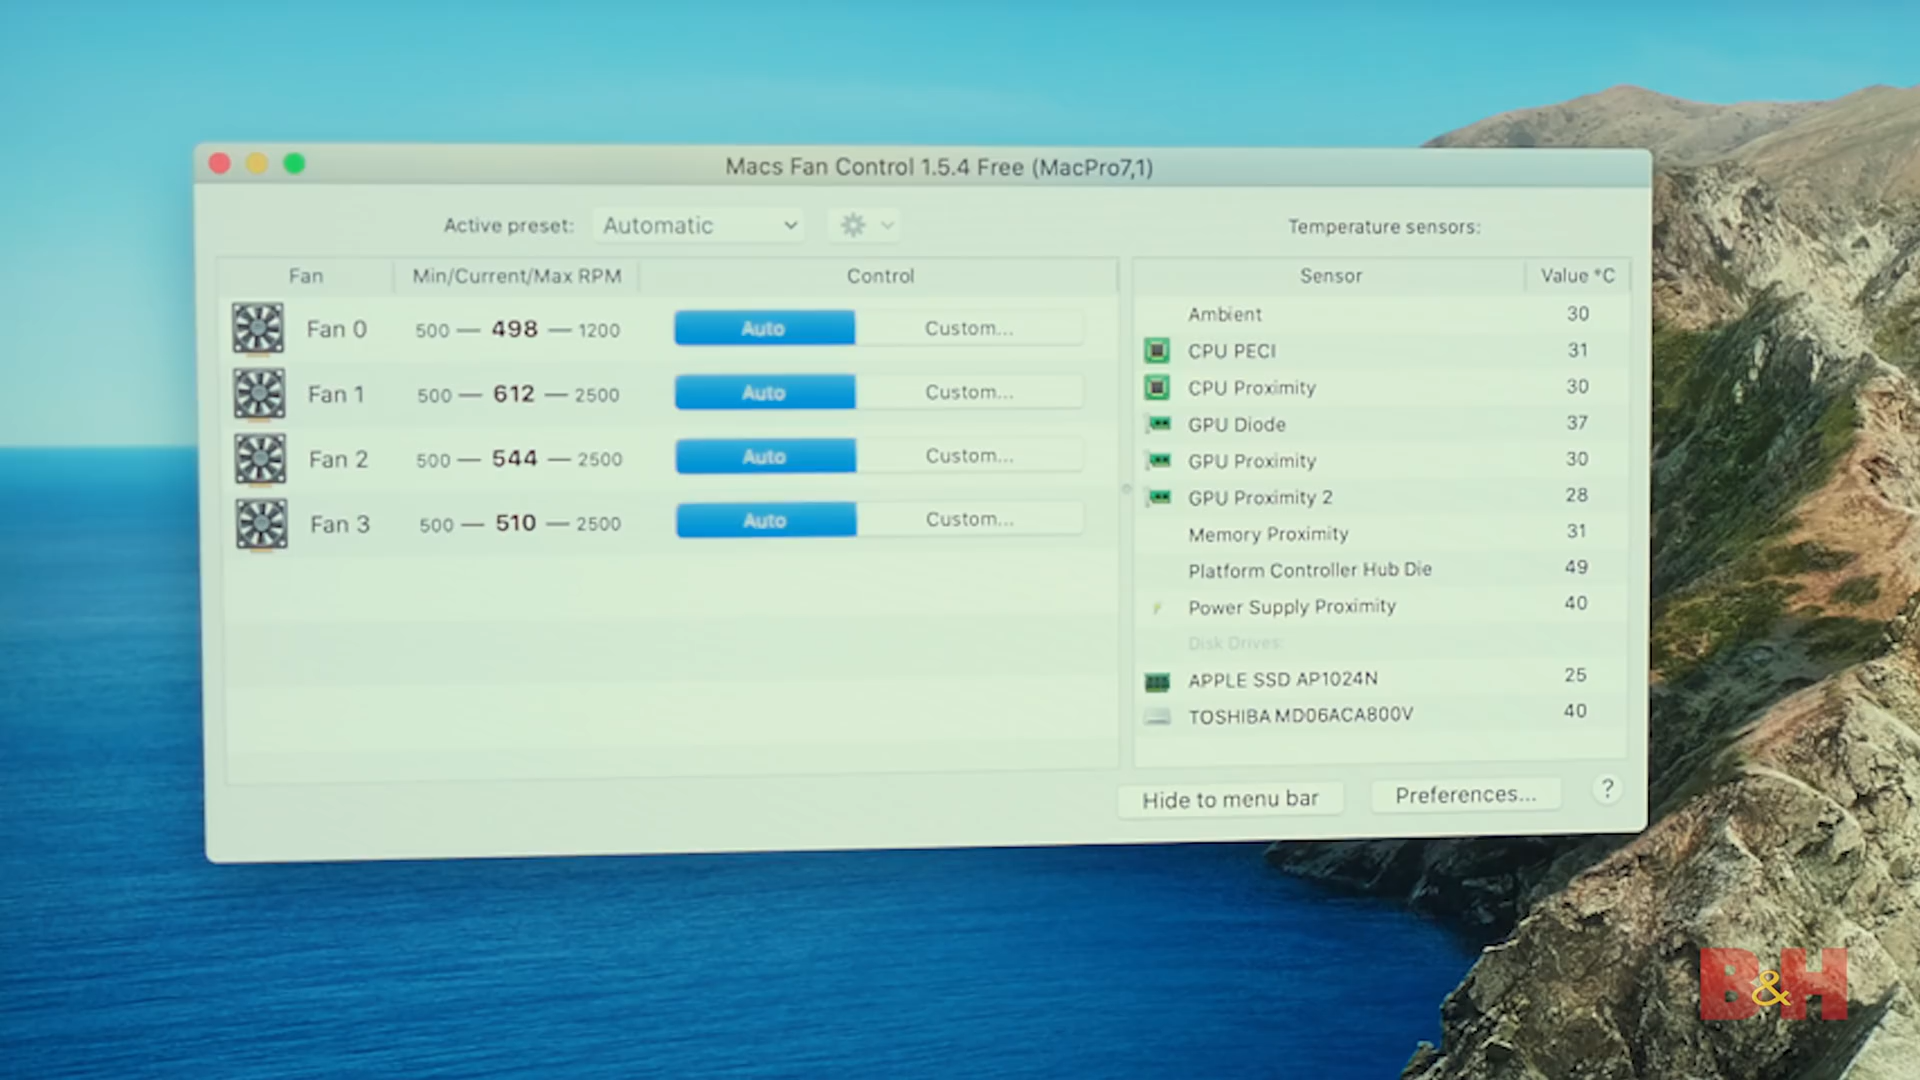 Macs Fan Control 1.5.4 Free (MacPro7,1)
Active preset: Automatic
Temperature sensors:
Fan Min/Current/Max RPM Control
Sensor Value °C
Fan 0 500 — 498 — 1200 Auto Custom...
Fan 1 500 — 612 — 2500 Auto Custom...
Fan 2 500 — 544 — 2500 Auto Custom...
Fan 3 500 — 510 — 2500 Auto Custom...
Ambient 30
CPU PECI 31
CPU Proximity 30
GPU Diode 37
GPU Proximity 30
GPU Proximity 2 28
Memory Proximity 31
Platform Controller Hub Die 49
Power Supply Proximity 40
Disk Drives:
APPLE SSD AP1024N 25
TOSHIBA MD06ACA800V 40
Hide to menu bar Preferences... ?
B&H